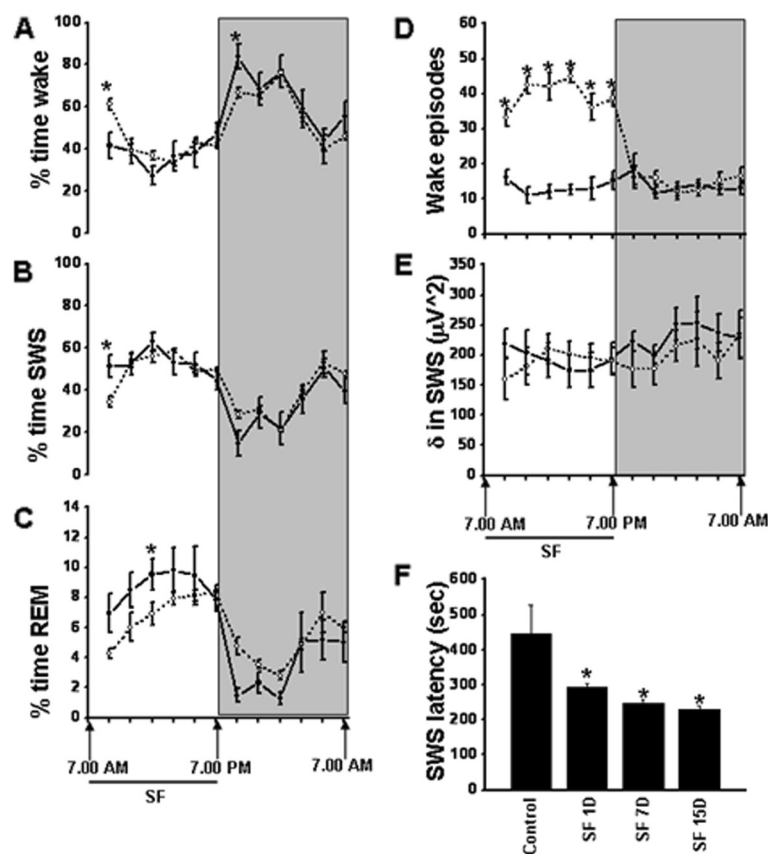 A
% time wake
100
80
60
40
20
0
*
*
B
% time SWS
100
80
60
40
20
0
*
C
% time REM
14
12
10
8
6
4
2
0
*
7.00 AM
7.00 PM
7.00 AM
SF
D
Wake episodes
60
50
40
30
20
10
0
* * * * * *
E
δ in SWS (μV^2)
350
300
250
200
150
100
50
0
7.00 AM
7.00 PM
7.00 AM
SF
F
SWS latency (sec)
600
500
400
300
200
100
0
*
*
*
Control
SF 1D
SF 7D
SF 15D